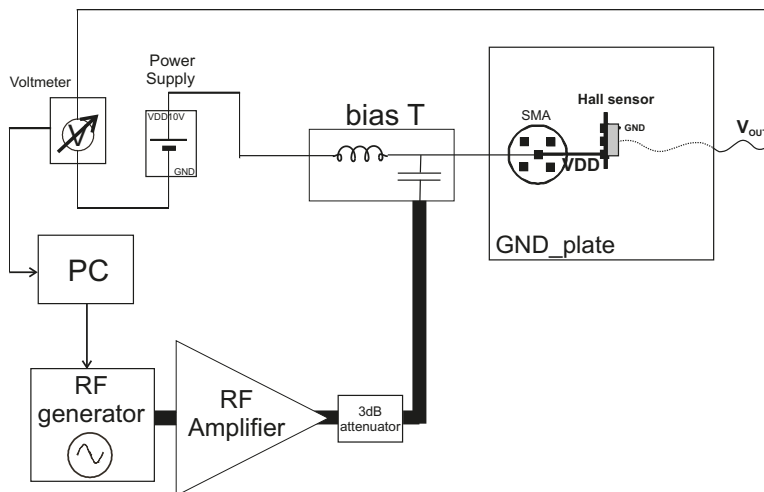 Power
Supply
Voltmeter
VDD10V
GND
V
bias T
SMA
Hall sensor
GND
VOUT
VDD
GND_plate
PC
RF
generator
RF
Amplifier
3dB
attenuator